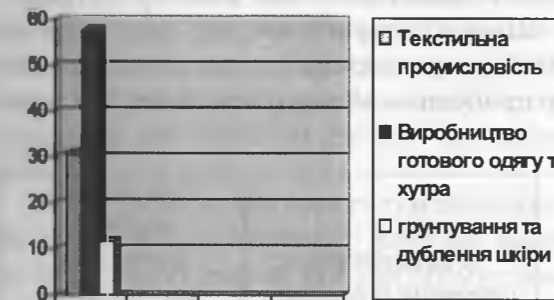 60
50
40
30
20
10
0
Текстильна
промисловість
Виробництво
готового одягу т
хутра
грунтування та
дублення шкіри